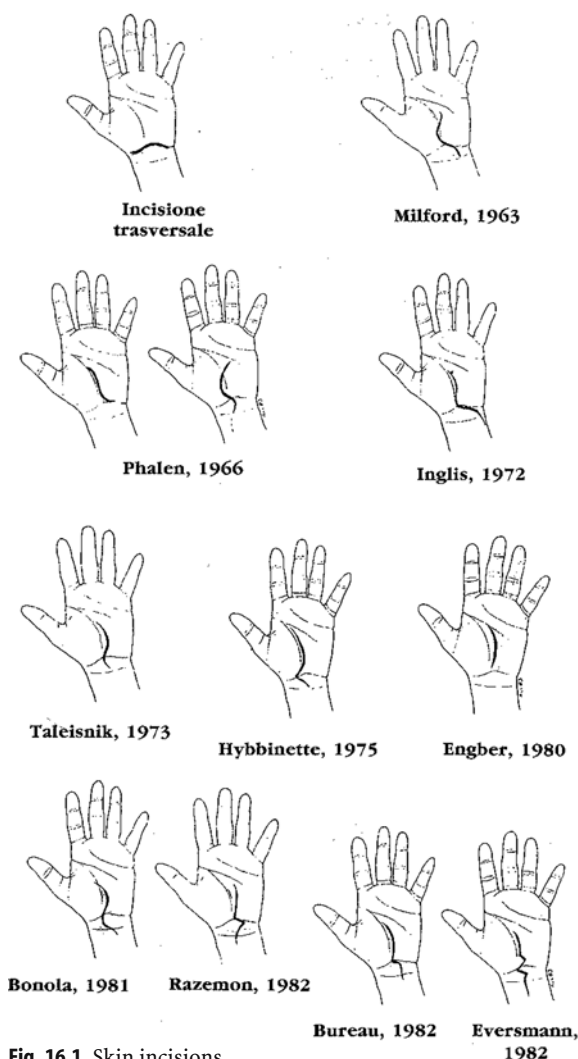 Incisione
trasversale
Milford, 1963
Phalen, 1966
Inglis, 1972
Taleisnik, 1973
Hybbinette, 1975
Engber, 1980
Bonola, 1981
Razemon, 1982
Bureau, 1982
Eversmann,
1982
Fig. 16.1 Skin incisions